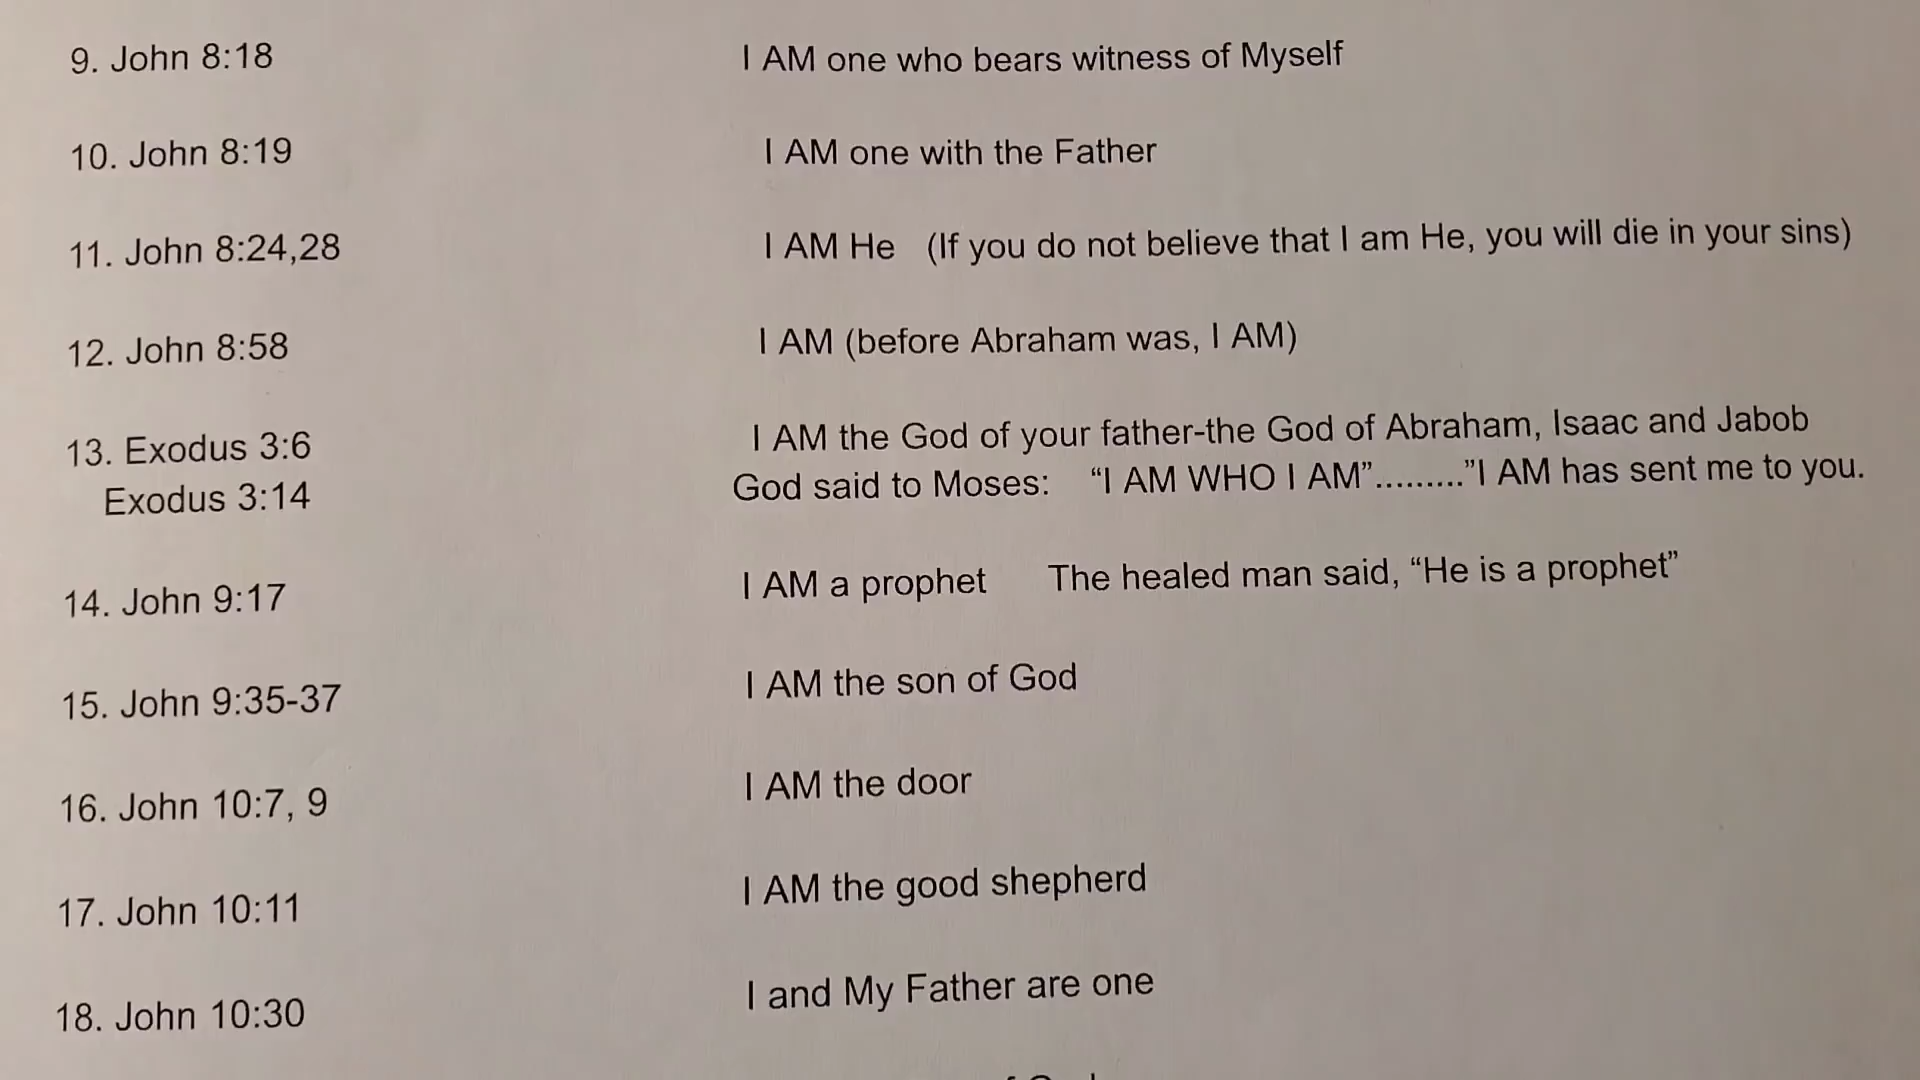 9. John 8:18 I AM one who bears witness of Myself
10. John 8:19 I AM one with the Father
11. John 8:24,28 I AM He (If you do not believe that I am He, you will die in your sins)
12. John 8:58 I AM (before Abraham was, I AM)
13. Exodus 3:6 I AM the God of your father-the God of Abraham, Isaac and Jabob
Exodus 3:14 God said to Moses: “I AM WHO I AM”.........”I AM has sent me to you.
14. John 9:17 I AM a prophet The healed man said, “He is a prophet”
15. John 9:35-37 I AM the son of God
16. John 10:7, 9 I AM the door
17. John 10:11 I AM the good shepherd
18. John 10:30 I and My Father are one